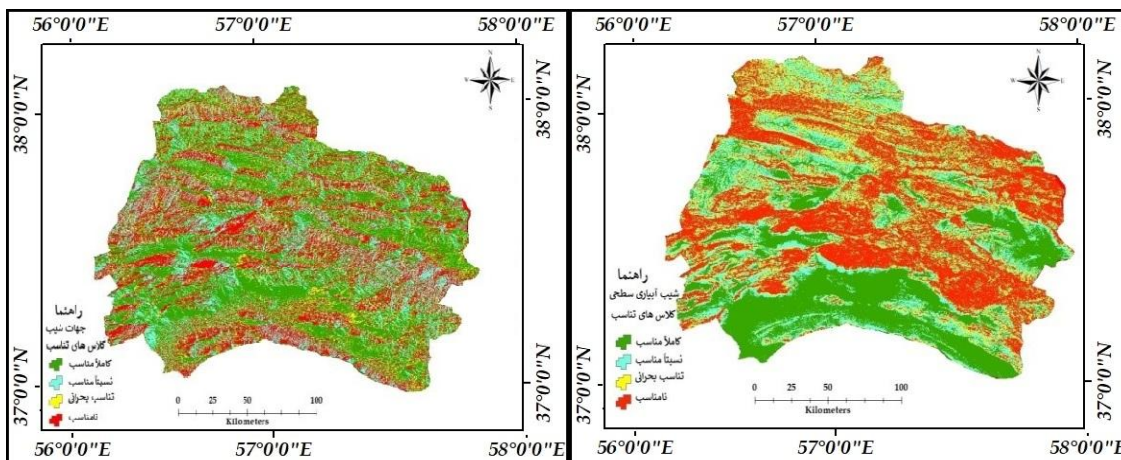 56°0'0"E 57°0'0"E 58°0'0"E
38°0'0"N 38°0'0"N
37°0'0"N 37°0'0"N
N
W E
S
راهنما
جهات شیب
کلاس های تناسب
کاملاً مناسب
نسبتاً مناسب
تناسب بحرانی
نامناسب
0 25 50 100
Kilometers
56°0'0"E 57°0'0"E 58°0'0"E
56°0'0"E 57°0'0"E 58°0'0"E
38°0'0"N 38°0'0"N
37°0'0"N 37°0'0"N
N
W E
S
راهنما
شیب آبیاری سطحی
کلاس های تناسب
کاملاً مناسب
نسبتاً مناسب
تناسب بحرانی
نامناسب
0 25 50 100
Kilometers
56°0'0"E 57°0'0"E 58°0'0"E